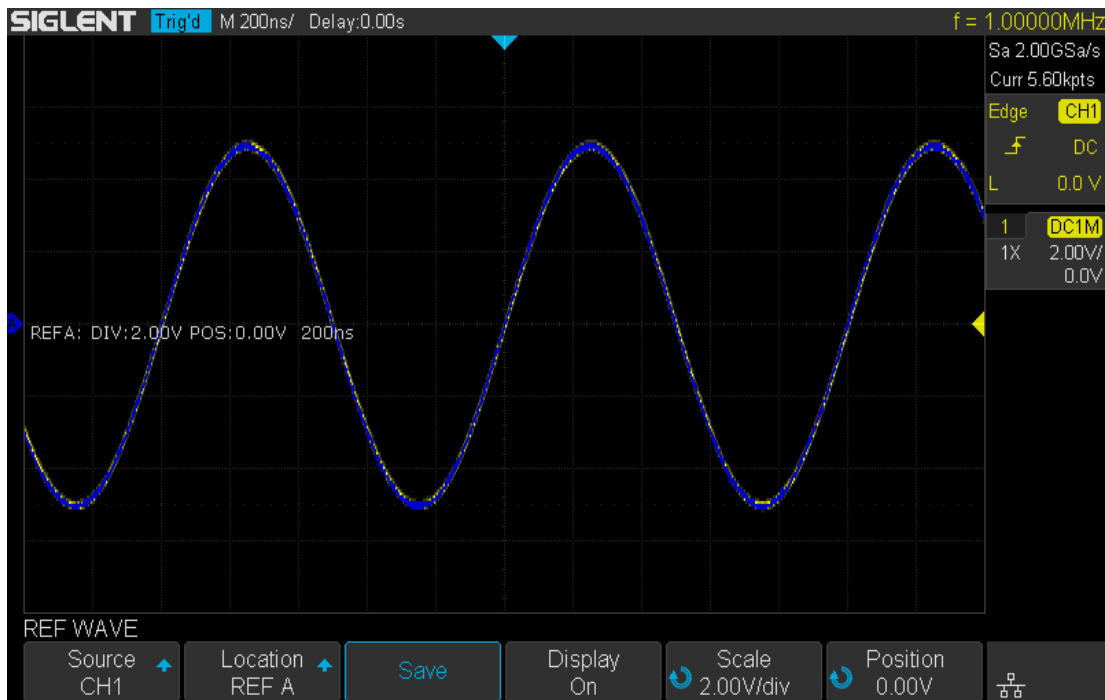 SIGLENT Trig'd M 200ns/ Delay:0.00s f = 1.00000MHz
Sa 2.00GSa/s
Curr 5.60kpts
Edge CH1
DC
L 0.0 V
1 DC1M
1X 2.00V/
0.0V
A
REFA: DIV:2.00V POS:0.00V 200ns
REF WAVE
Source
CH1
Location
REF A
Save
Display
On
Scale
2.00V/div
Position
0.00V